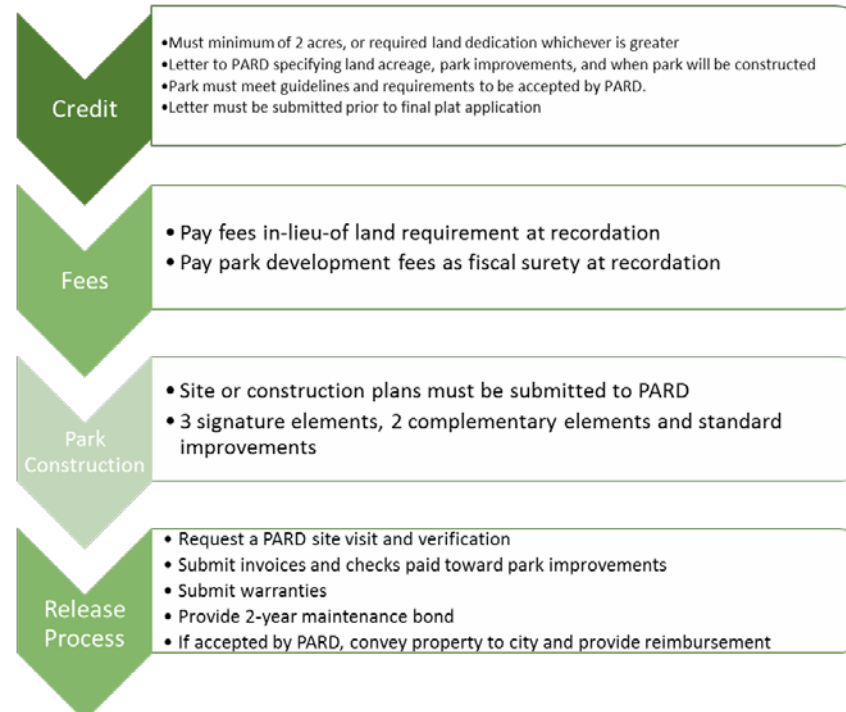 Credit
•Must minimum of 2 acres, or required land dedication whichever is greater
•Letter to PARD specifying land acreage, park improvements, and when park will be constructed
•Park must meet guidelines and requirements to be accepted by PARD.
•Letter must be submitted prior to final plat application
Fees
• Pay fees in-lieu-of land requirement at recordation
• Pay park development fees as fiscal surety at recordation
Park
Construction
• Site or construction plans must be submitted to PARD
• 3 signature elements, 2 complementary elements and standard
improvements
Release
Process
• Request a PARD site visit and verification
• Submit invoices and checks paid toward park improvements
• Submit warranties
• Provide 2-year maintenance bond
• If accepted by PARD, convey property to city and provide reimbursement